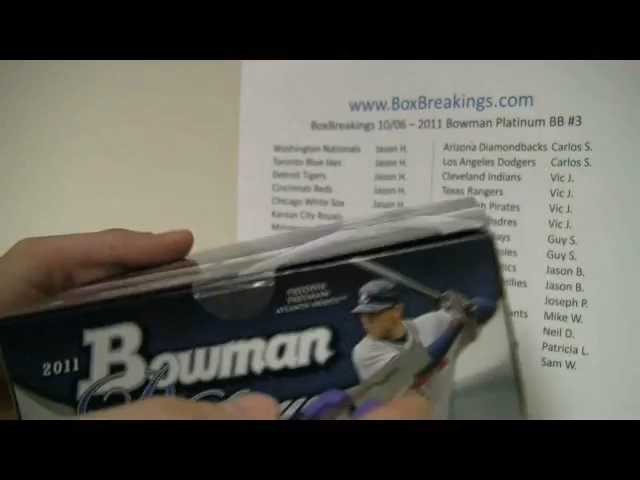 www.BoxBreakings.com
BoxBreakings 10/06 – 2011 Bowman Platinum BB #3
Washington Nationals Jason H.
Toronto Blue Jays Jason H.
Detroit Tigers Jason H.
Cincinnati Reds Jason H.
Chicago White Sox Jason H.
Kansas City Royals
Arizona Diamondbacks Carlos S.
Los Angeles Dodgers Carlos S.
Cleveland Indians Vic J.
Texas Rangers Vic J.
Pirates Vic J.
Vic J.
Guy S.
Guy S.
Jason B.
Jason B.
Joseph P.
Mike W.
Neil D.
Patricia L.
Sam W.
2011 Bowman